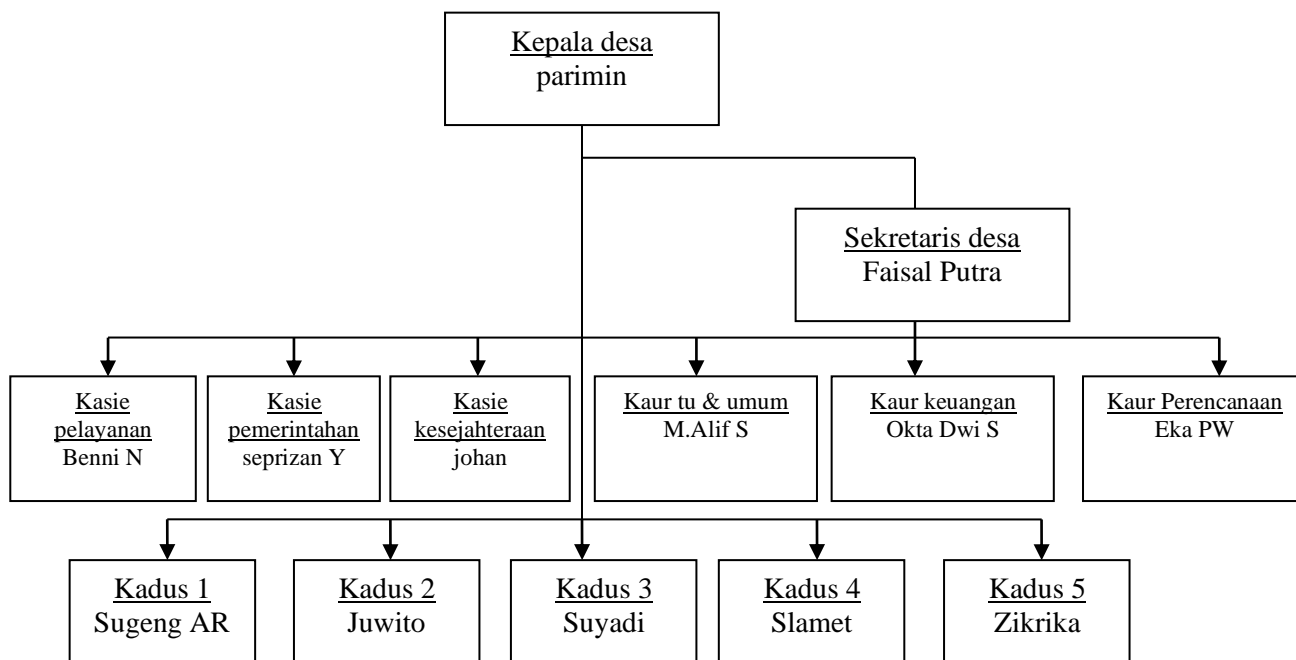 Kepala desa
parimin
Sekretaris desa
Faisal Putra
Kasie
pelayanan
Benni N
Kasie
pemerintahan
seprizan Y
Kasie
kesejahteraan
johan
Kaur tu & umum
M.Alif S
Kaur keuangan
Okta Dwi S
Kaur Perencanaan
Eka PW
Kadus 1
Sugeng AR
Kadus 2
Juwito
Kadus 3
Suyadi
Kadus 4
Slamet
Kadus 5
Zikrika